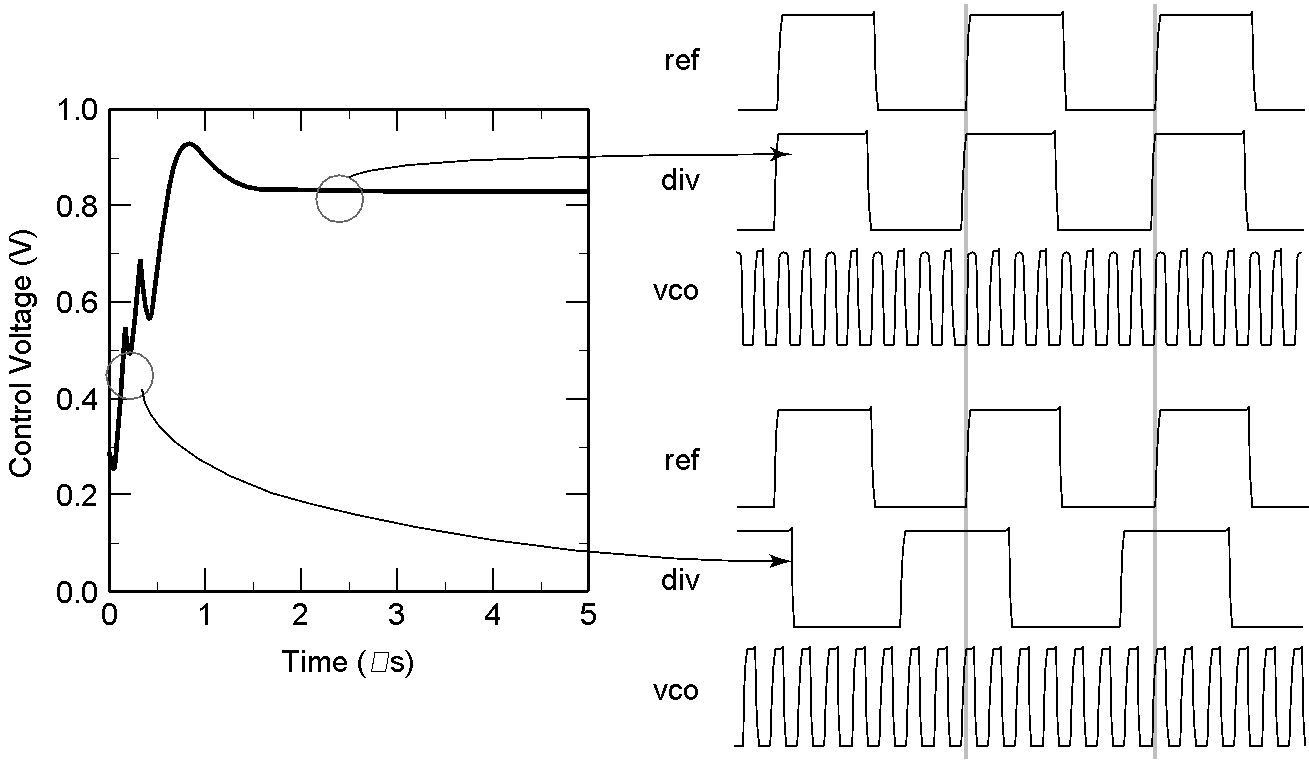 Control Voltage (V)
1.0
0.8
0.6
0.4
0.2
0.0
0 1 2 3 4 5
Time (□s)
ref
div
vco
ref
div
vco